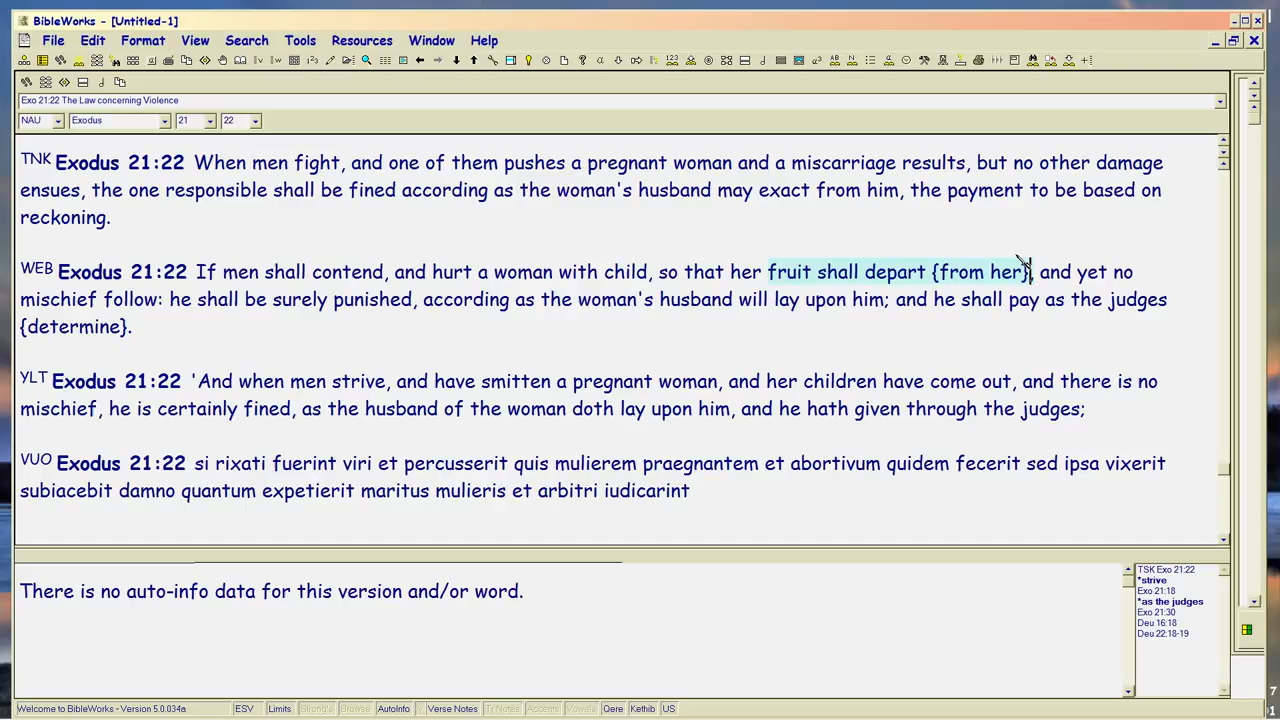 BibleWorks - [Untitled-1]
File Edit Format View Search Tools Resources Window Help
Exo 21:22 The Law concerning Violence
NAU Exodus 21 22
TNK Exodus 21:22 When men fight, and one of them pushes a pregnant woman and a miscarriage results, but no other damage
ensues, the one responsible shall be fined according as the woman's husband may exact from him, the payment to be based on
reckoning.
WEB Exodus 21:22 If men shall contend, and hurt a woman with child, so that her fruit shall depart {from her}, and yet no
mischief follow: he shall be surely punished, according as the woman's husband will lay upon him; and he shall pay as the judges
{determine}.
YLT Exodus 21:22 'And when men strive, and have smitten a pregnant woman, and her children have come out, and there is no
mischief, he is certainly fined, as the husband of the woman doth lay upon him, and he hath given through the judges;
VUO Exodus 21:22 si rixati fuerint viri et percusserit quis mulierem praegnantem et abortivum quidem fecerit sed ipsa vixerit
subiacebit damno quantum expetierit maritus mulieris et arbitri iudicarint
There is no auto-info data for this version and/or word.
TSK Exo 21:22
*strive
Exo 21:18
*as the judges
Exo 21:30
Deu 16:18
Deu 22:18-19
Welcome to BibleWorks - Version 5.0.034a ESV Limits Strong's Browse AutoInfo Verse Notes Tr Notes Accents Vowels Qere Kethib US
7
1